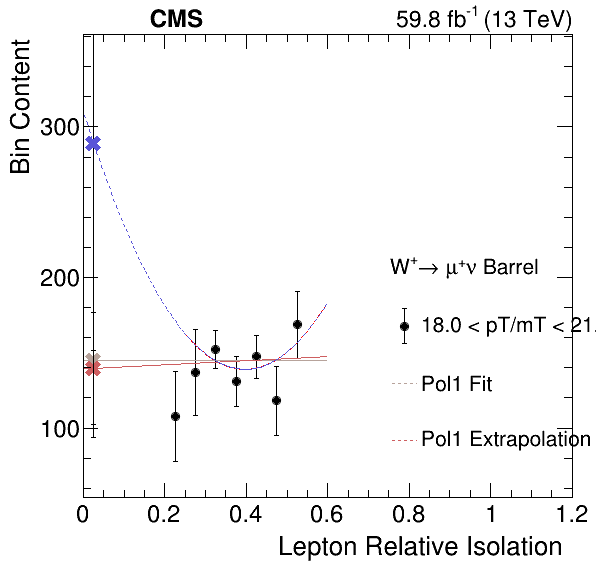 CMS
59.8 fb-1 (13 TeV)
Bin Content
300
200
100
W+→ μ+ν Barrel
18.0 < pT/mT < 21.
Pol1 Fit
Pol1 Extrapolation
0 0.2 0.4 0.6 0.8 1 1.2
Lepton Relative Isolation